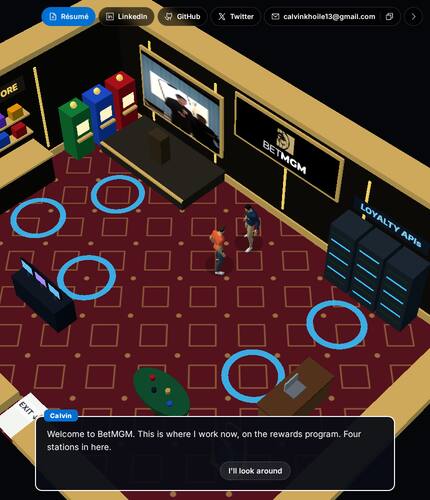 Résumé
LinkedIn
GitHub
Twitter
calvinkhoile13@gmail.com
ORE
BETMGM
LOYALTY APIs
EXIT
Calvin
Welcome to BetMGM. This is where I work now, on the rewards program. Four
stations in here.
I'll look around